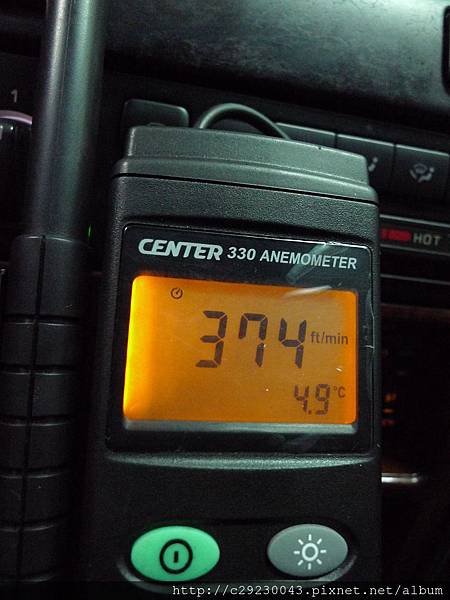 1
CENTER 330 ANEMOMETER
HOT
374 ft/min
4.9 °C
http://c29230043.pixnet.net/album